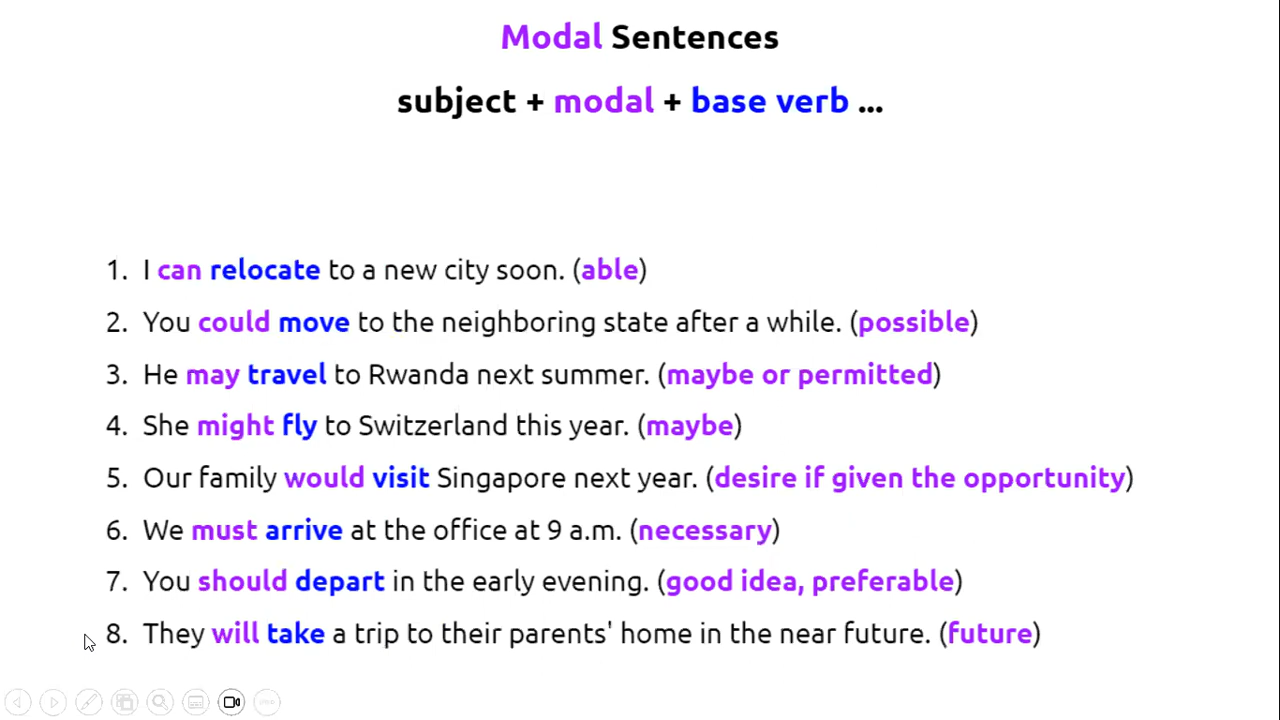 Modal Sentences
subject + modal + base verb ...
1. I can relocate to a new city soon. (able)
2. You could move to the neighboring state after a while. (possible)
3. He may travel to Rwanda next summer. (maybe or permitted)
4. She might fly to Switzerland this year. (maybe)
5. Our family would visit Singapore next year. (desire if given the opportunity)
6. We must arrive at the office at 9 a.m. (necessary)
7. You should depart in the early evening. (good idea, preferable)
8. They will take a trip to their parents' home in the near future. (future)